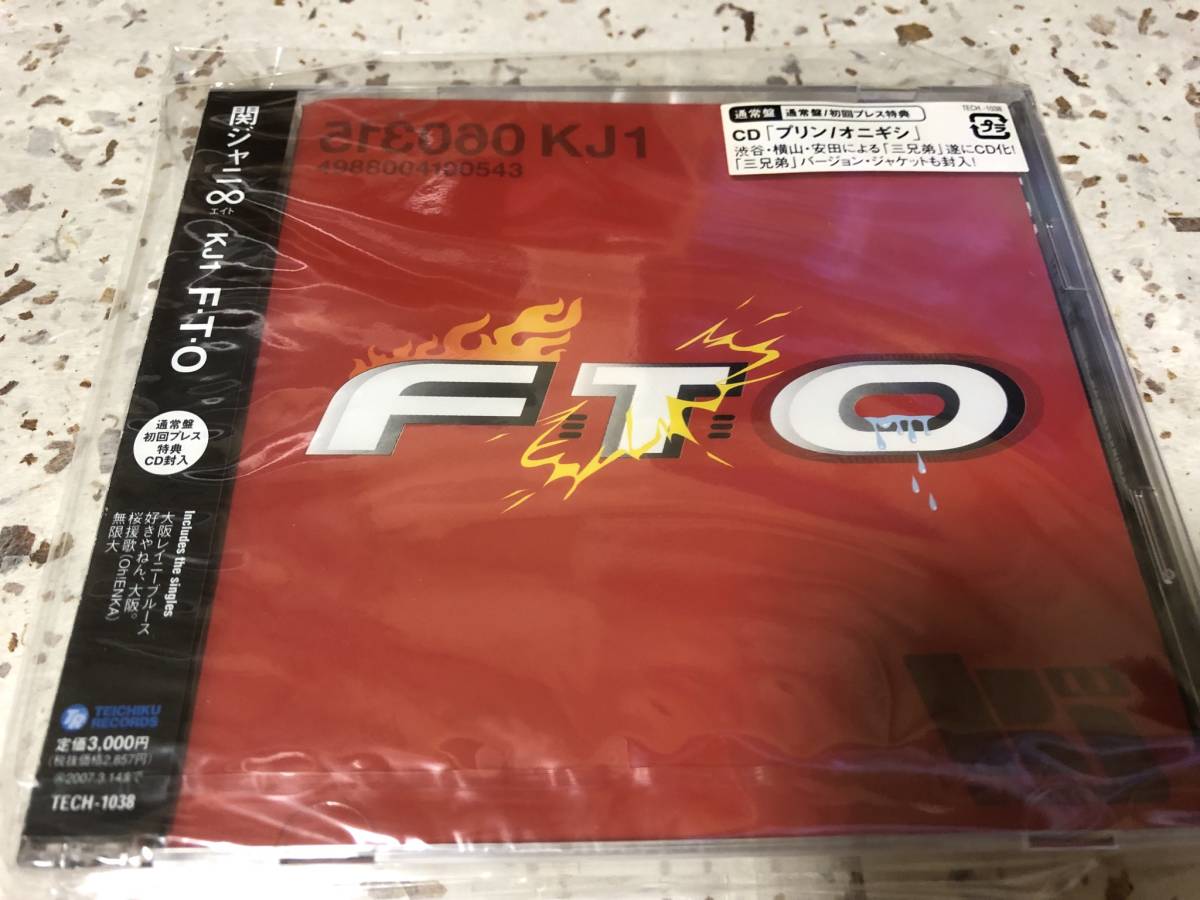 関ジャニ∞
エイト
KJ1 F・T・O
通常盤
初回プレス
特典
CD封入
Includes the singles
大阪レイニーブルース
好きやねん、大阪。
桜援歌(Oh!ENKA)
無限大
TR TEICHIKU
RECORDS
定価3,000円
(税抜価格2,857円)
2007.3.14まで
TECH-1038
KJ1
4988004100543
通常盤 通常盤/初回プレス特典
CD「プリン/オニギシ」
渋谷・横山・安田による「三兄弟」遂にCD化!
「三兄弟」バージョン・ジャケットも封入!
TECH-1038
プラ
F・T・O